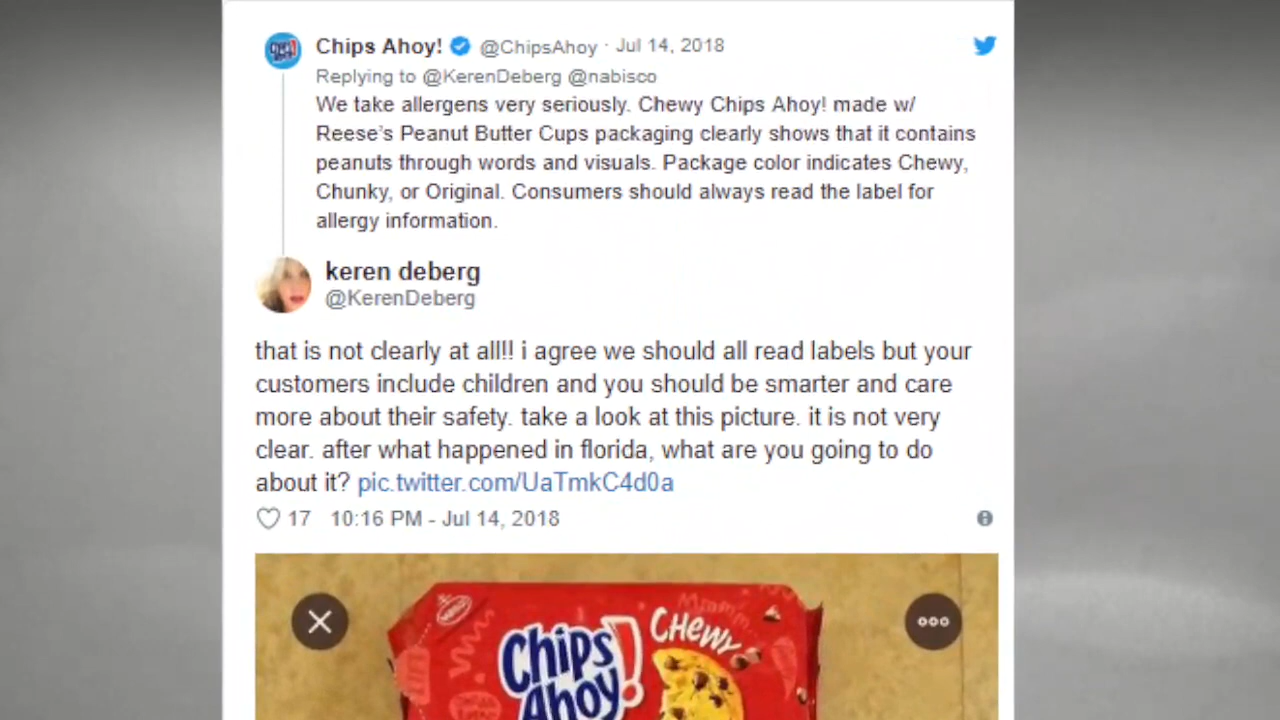 Chips Ahoy! @ChipsAhoy · Jul 14, 2018
Replying to @KerenDeberg @nabisco
We take allergens very seriously. Chewy Chips Ahoy! made w/
Reese's Peanut Butter Cups packaging clearly shows that it contains
peanuts through words and visuals. Package color indicates Chewy,
Chunky, or Original. Consumers should always read the label for
allergy information.
keren deberg
@KerenDeberg
that is not clearly at all!! i agree we should all read labels but your
customers include children and you should be smarter and care
more about their safety. take a look at this picture. it is not very
clear. after what happened in florida, what are you going to do
about it? pic.twitter.com/UaTmkC4d0a
17 10:16 PM - Jul 14, 2018
Mmmm
CHewy
Chips
Ahoy!